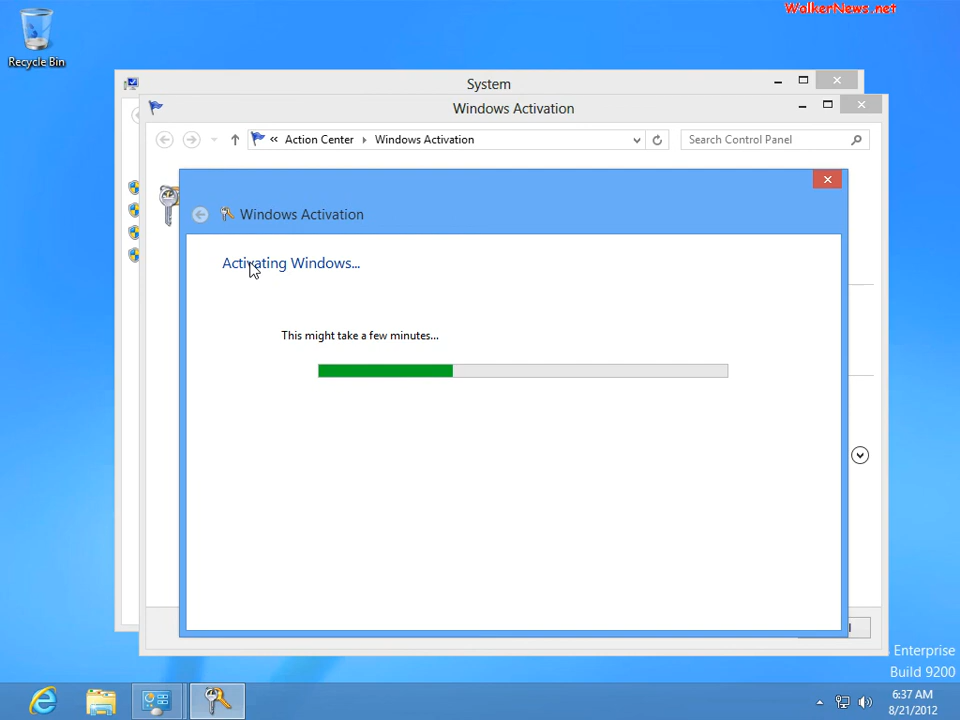 WalkerNews.net
Recycle Bin
System
Windows Activation
« Action Center Windows Activation
Search Control Panel
Windows Activation
Activating Windows...
This might take a few minutes...
Enterprise
Build 9200
6:37 AM
8/21/2012